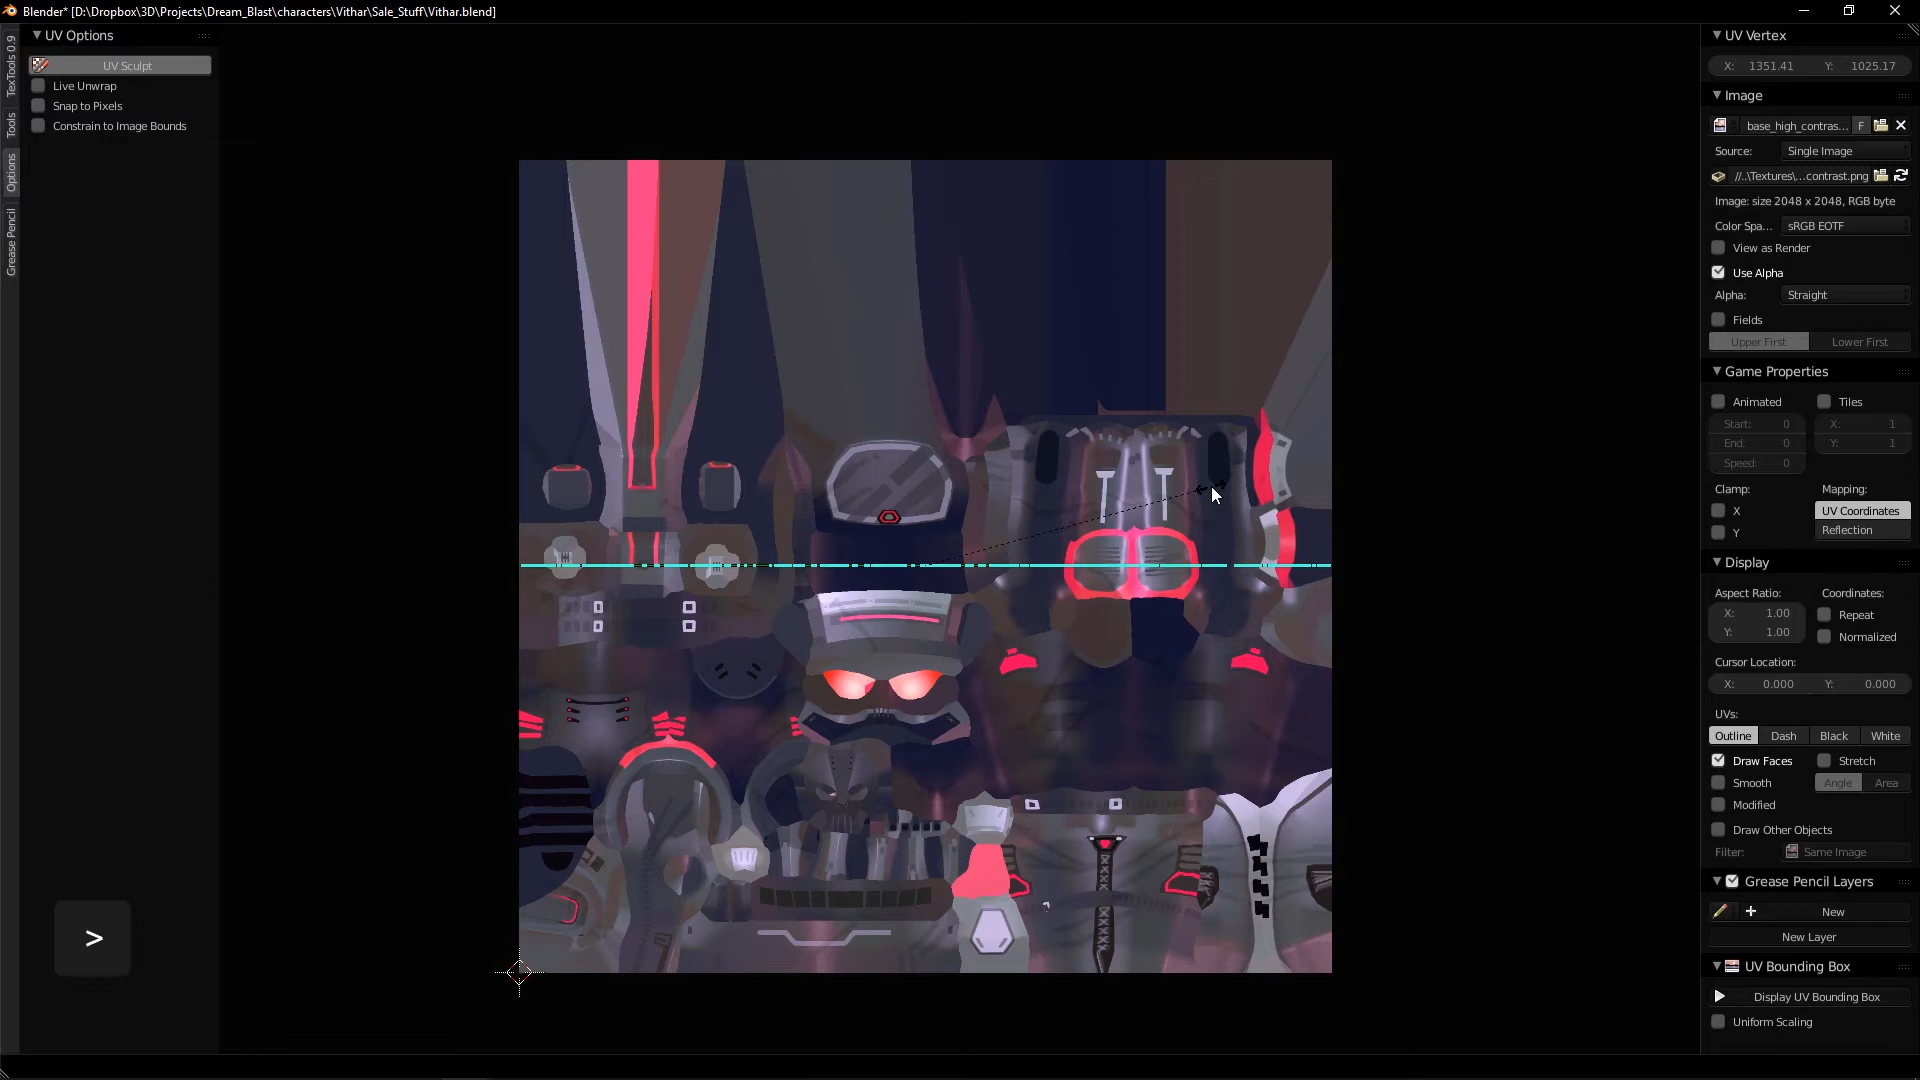 Blender* [D:\Dropbox\3D\Projects\Dream_Blast\characters\Vithar\Sale_Stuff\Vithar.blend]
TexTools 0.9
Tools
Options
Grease Pencil
UV Options
UV Sculpt
Live Unwrap
Snap to Pixels
Constrain to Image Bounds
>
UV Vertex
X: 1351.41 Y: 1025.17
Image
base_high_contras... F
Source: Single Image
//..\Textures\...contrast.png
Image: size 2048 x 2048, RGB byte
Color Spa... sRGB EOTF
View as Render
Use Alpha
Alpha: Straight
Fields
Upper First Lower First
Game Properties
Animated Tiles
Start: 0 X: 1
End: 0 Y: 1
Speed: 0
Clamp: Mapping:
X UV Coordinates
Y Reflection
Display
Aspect Ratio: Coordinates:
X: 1.00 Repeat
Y: 1.00 Normalized
Cursor Location:
X: 0.000 Y: 0.000
UVs:
Outline Dash Black White
Draw Faces Stretch
Smooth Angle Area
Modified
Draw Other Objects
Filter: Same Image
Grease Pencil Layers
New
New Layer
UV Bounding Box
Display UV Bounding Box
Uniform Scaling